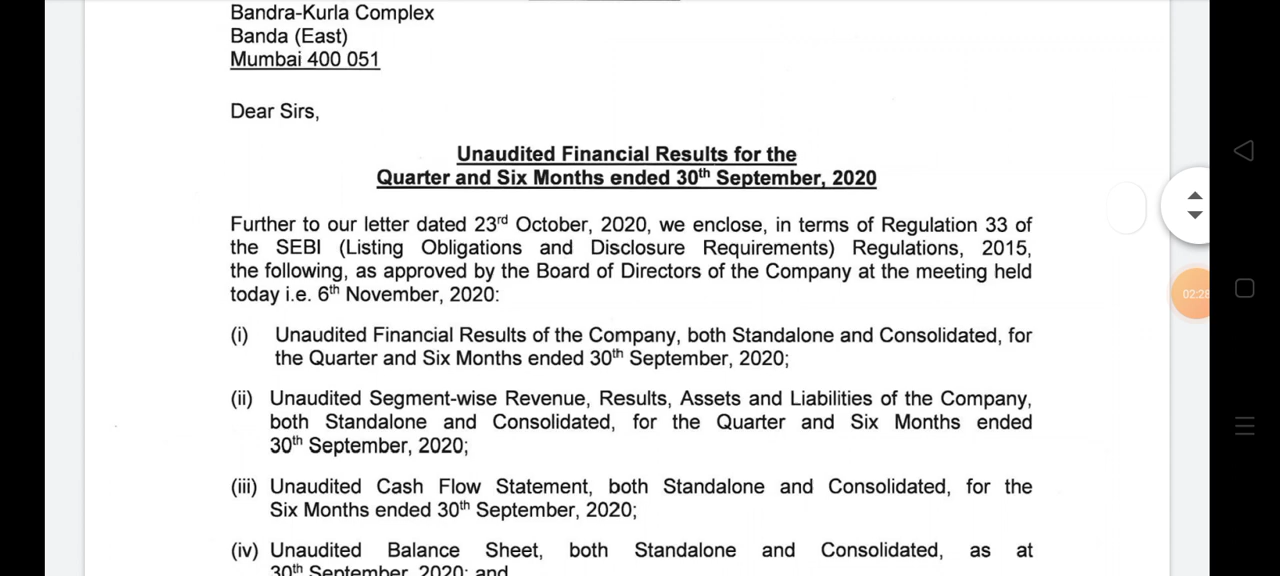 Bandra-Kurla Complex
Banda (East)
Mumbai 400 051
Dear Sirs,
Unaudited Financial Results for the
Quarter and Six Months ended 30th September, 2020
Further to our letter dated 23rd October, 2020, we enclose, in terms of Regulation 33 of
the SEBI (Listing Obligations and Disclosure Requirements) Regulations, 2015,
the following, as approved by the Board of Directors of the Company at the meeting held
today i.e. 6th November, 2020:
(i) Unaudited Financial Results of the Company, both Standalone and Consolidated, for
the Quarter and Six Months ended 30th September, 2020;
(ii) Unaudited Segment-wise Revenue, Results, Assets and Liabilities of the Company,
both Standalone and Consolidated, for the Quarter and Six Months ended
30th September, 2020;
(iii) Unaudited Cash Flow Statement, both Standalone and Consolidated, for the
Six Months ended 30th September, 2020;
(iv) Unaudited Balance Sheet, both Standalone and Consolidated, as at
30th September, 2020; and
02:28